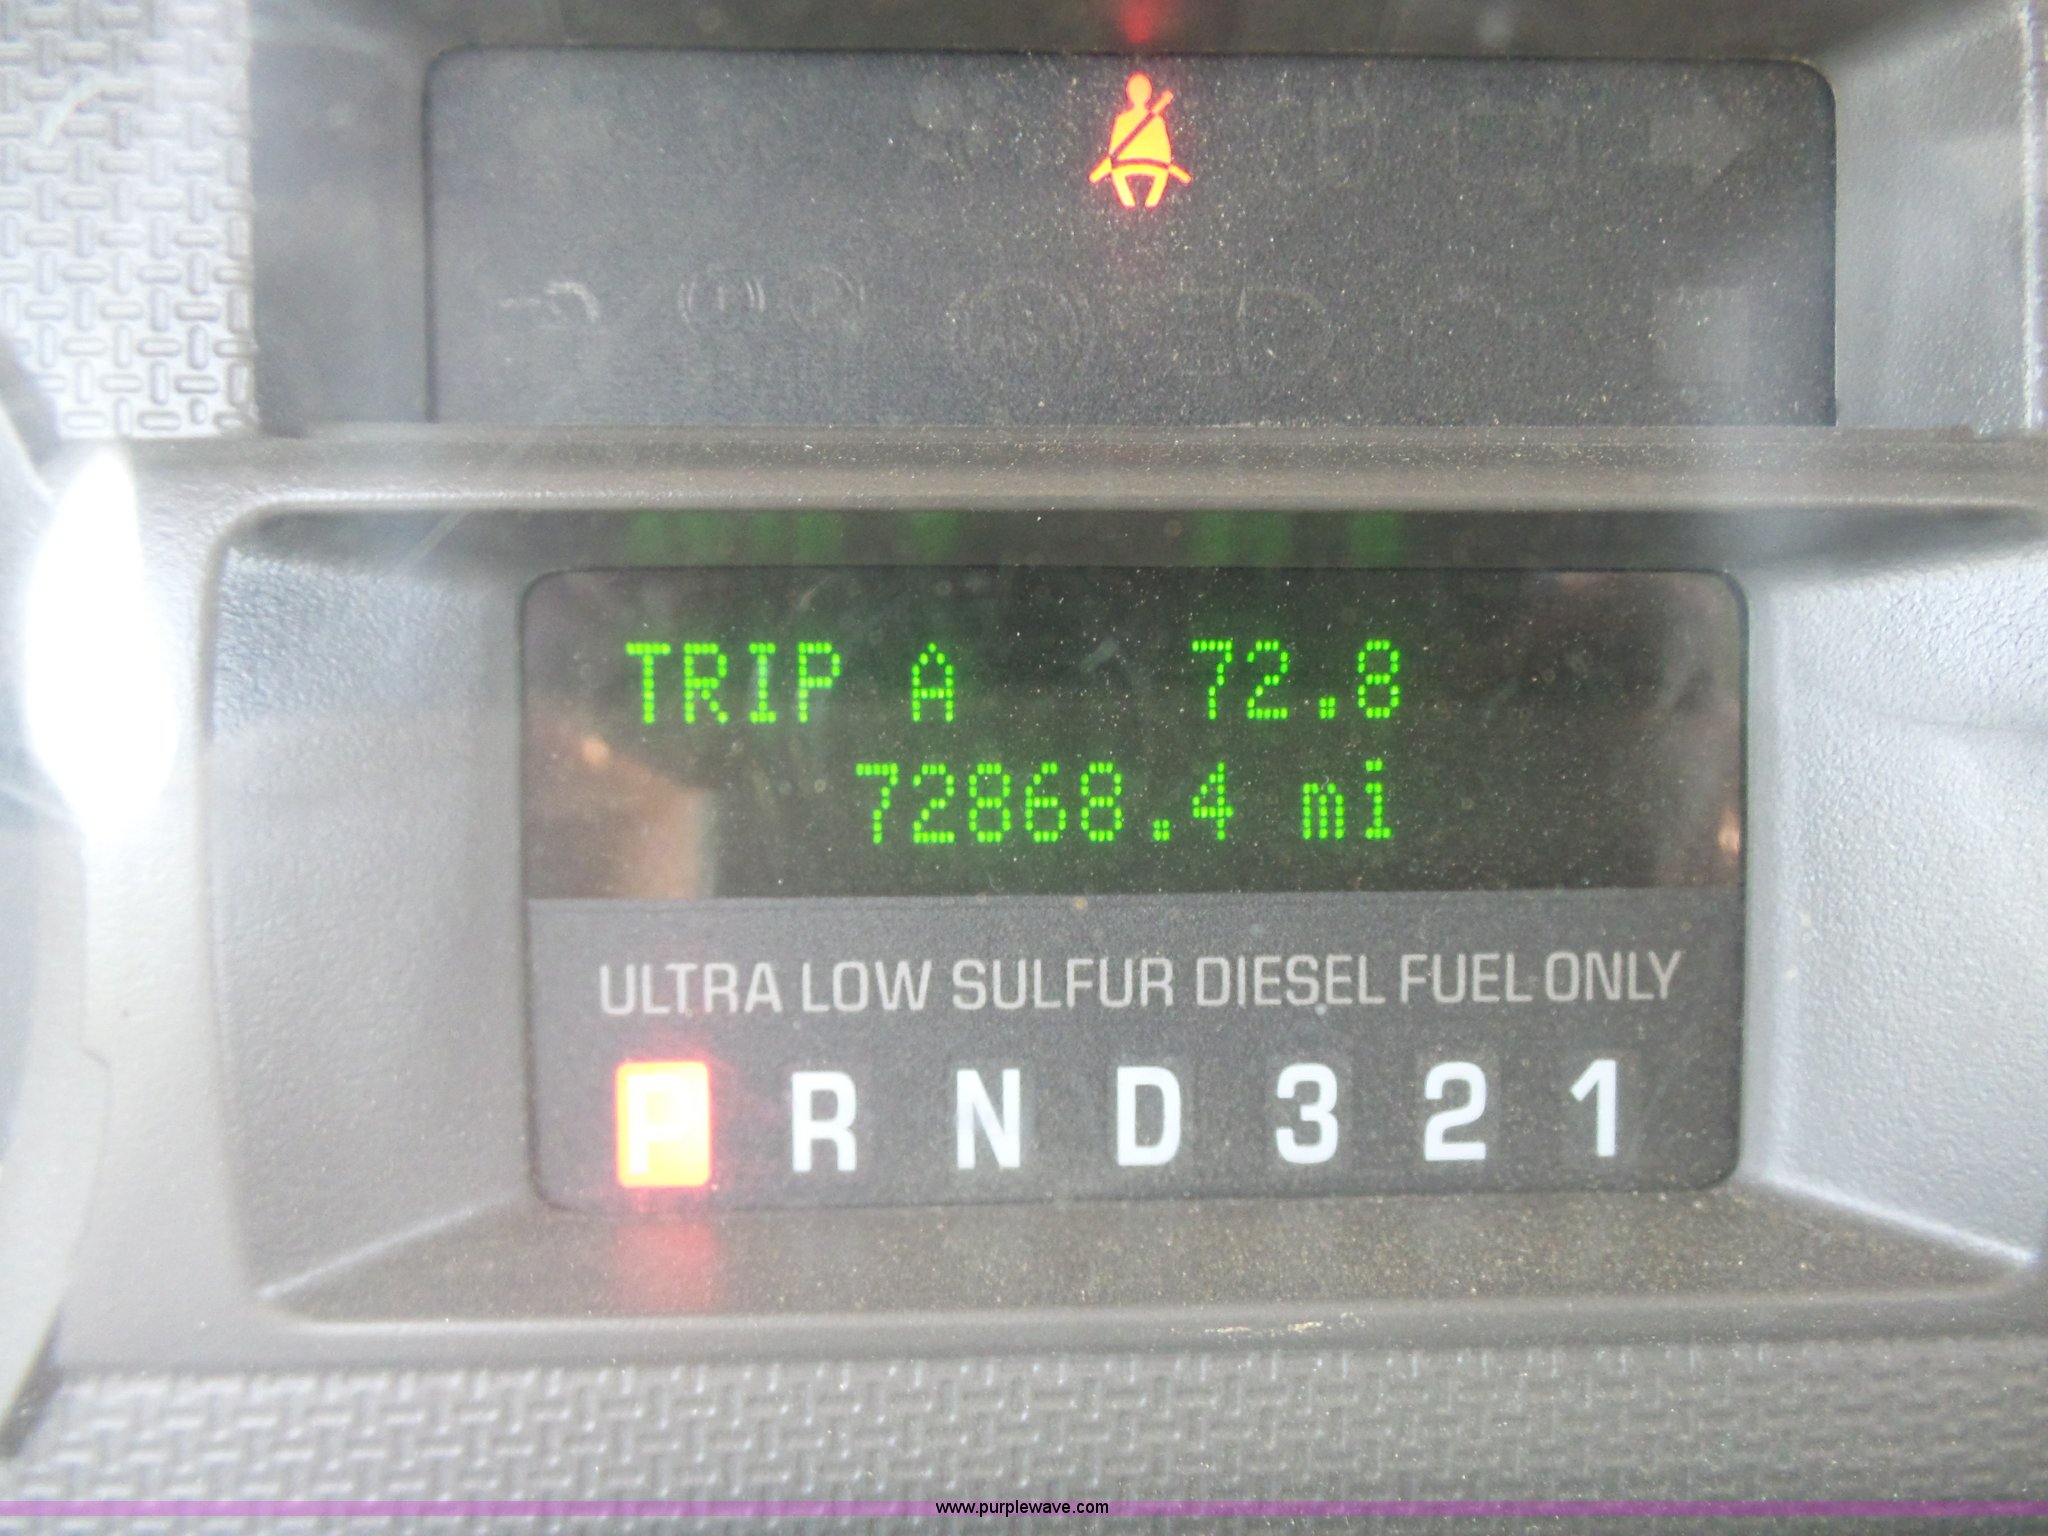 TRIP A 72.8
72868.4 mi
ULTRA LOW SULFUR DIESEL FUEL ONLY
P R N D 3 2 1
www.purplewave.com